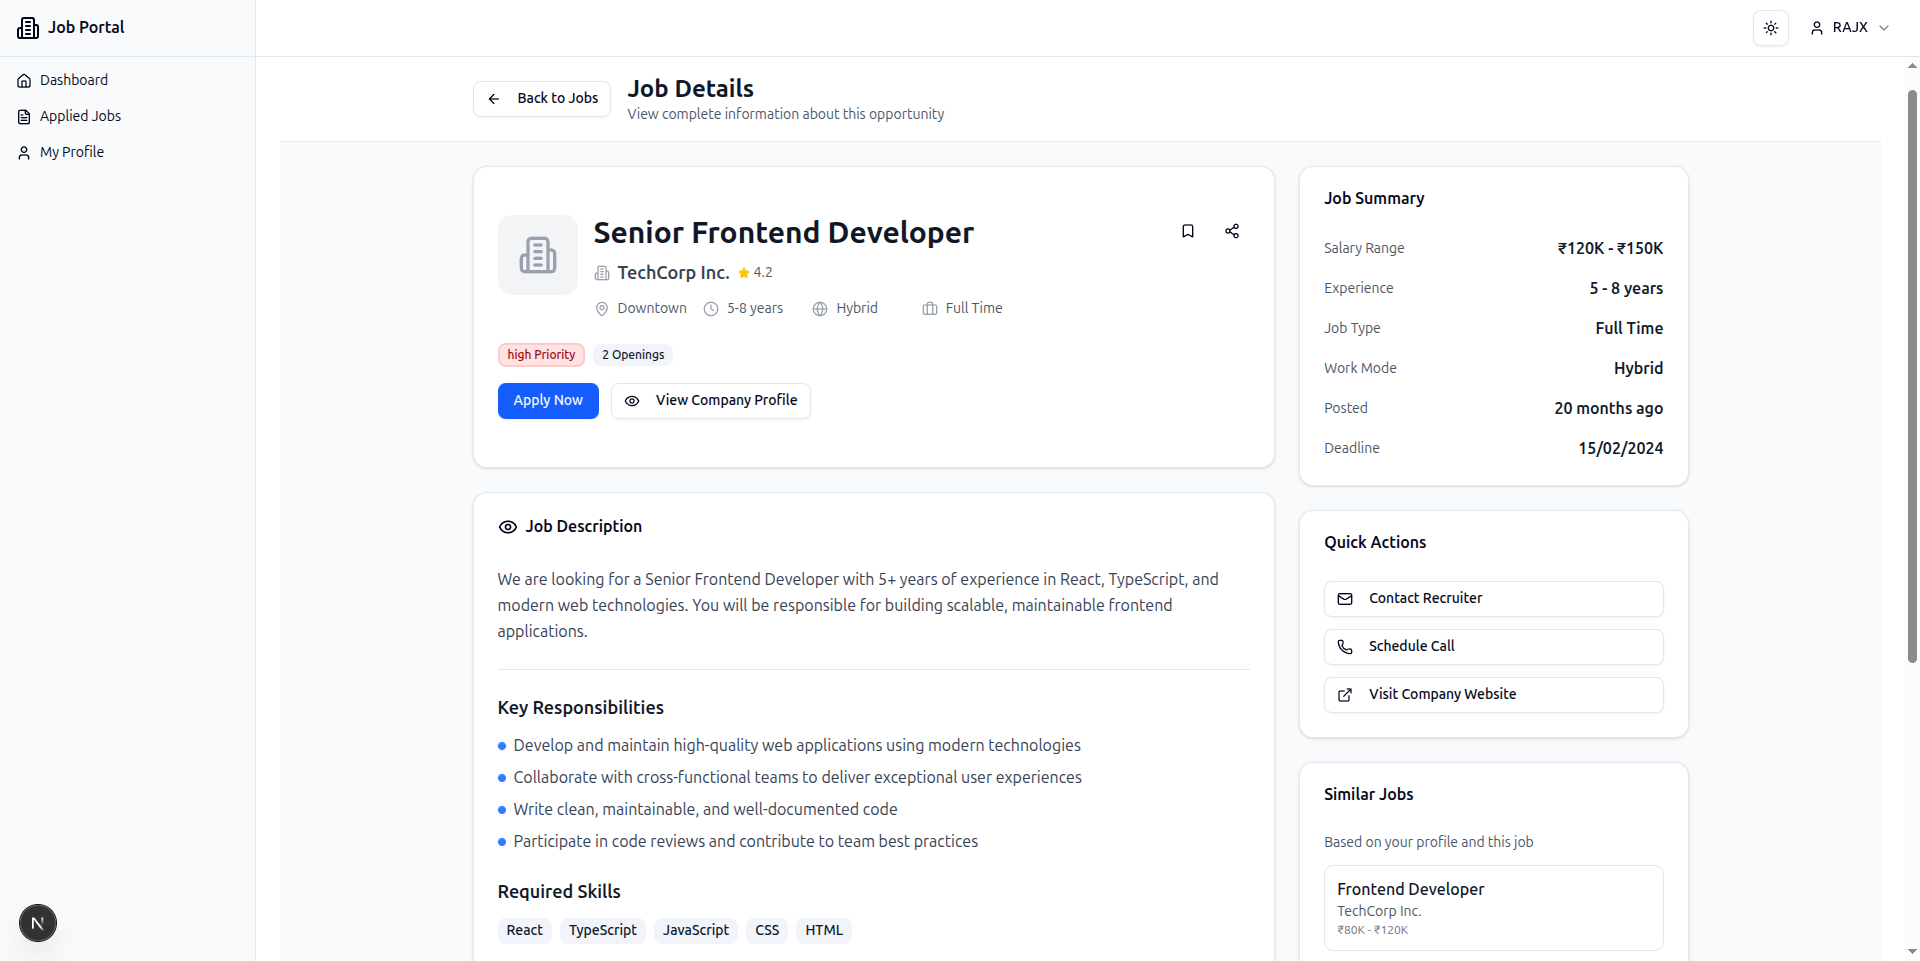 Job Portal
RAJX
Dashboard
Applied Jobs
My Profile
Back to Jobs
Job Details
View complete information about this opportunity
Senior Frontend Developer
TechCorp Inc. 4.2
Downtown 5-8 years Hybrid Full Time
high Priority 2 Openings
Apply Now View Company Profile
Job Description
We are looking for a Senior Frontend Developer with 5+ years of experience in React, TypeScript, and
modern web technologies. You will be responsible for building scalable, maintainable frontend
applications.
Key Responsibilities
Develop and maintain high-quality web applications using modern technologies
Collaborate with cross-functional teams to deliver exceptional user experiences
Write clean, maintainable, and well-documented code
Participate in code reviews and contribute to team best practices
Required Skills
React TypeScript JavaScript CSS HTML
Job Summary
Salary Range ₹120K - ₹150K
Experience 5 - 8 years
Job Type Full Time
Work Mode Hybrid
Posted 20 months ago
Deadline 15/02/2024
Quick Actions
Contact Recruiter
Schedule Call
Visit Company Website
Similar Jobs
Based on your profile and this job
Frontend Developer
TechCorp Inc.
₹80K - ₹120K
N